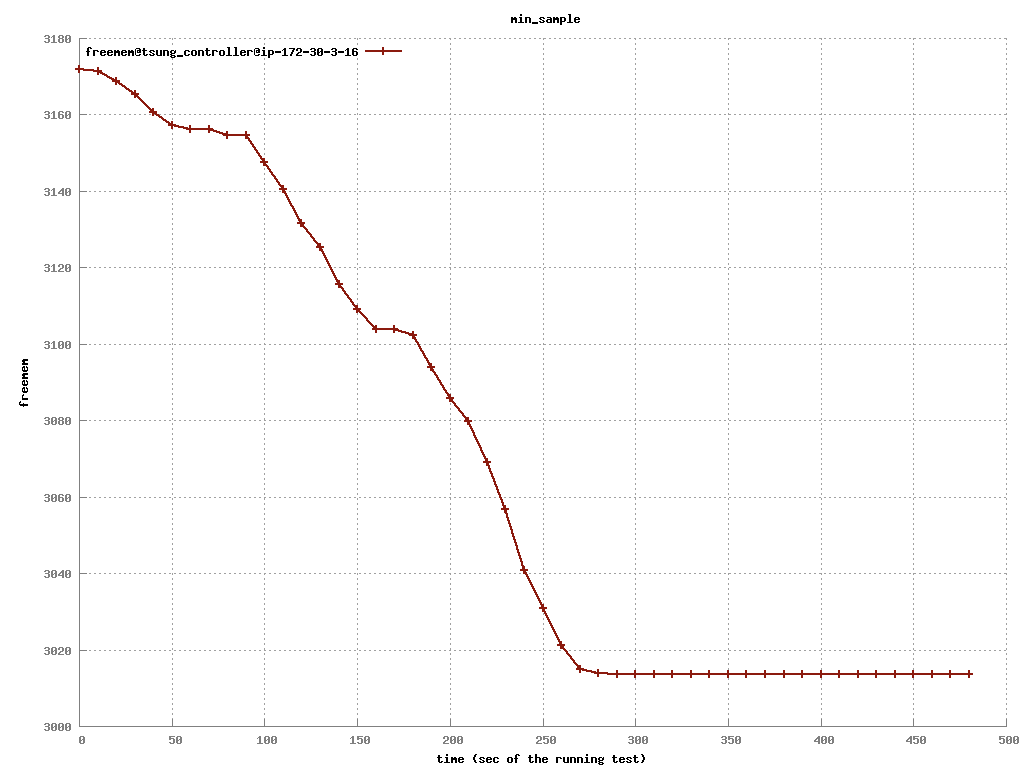 min_sample
3180
freemem@tsung_controller@ip-172-30-3-16
3160
3140
3120
3100
3080
3060
3040
3020
3000
freemem
0 50 100 150 200 250 300 350 400 450 500
time (sec of the running test)